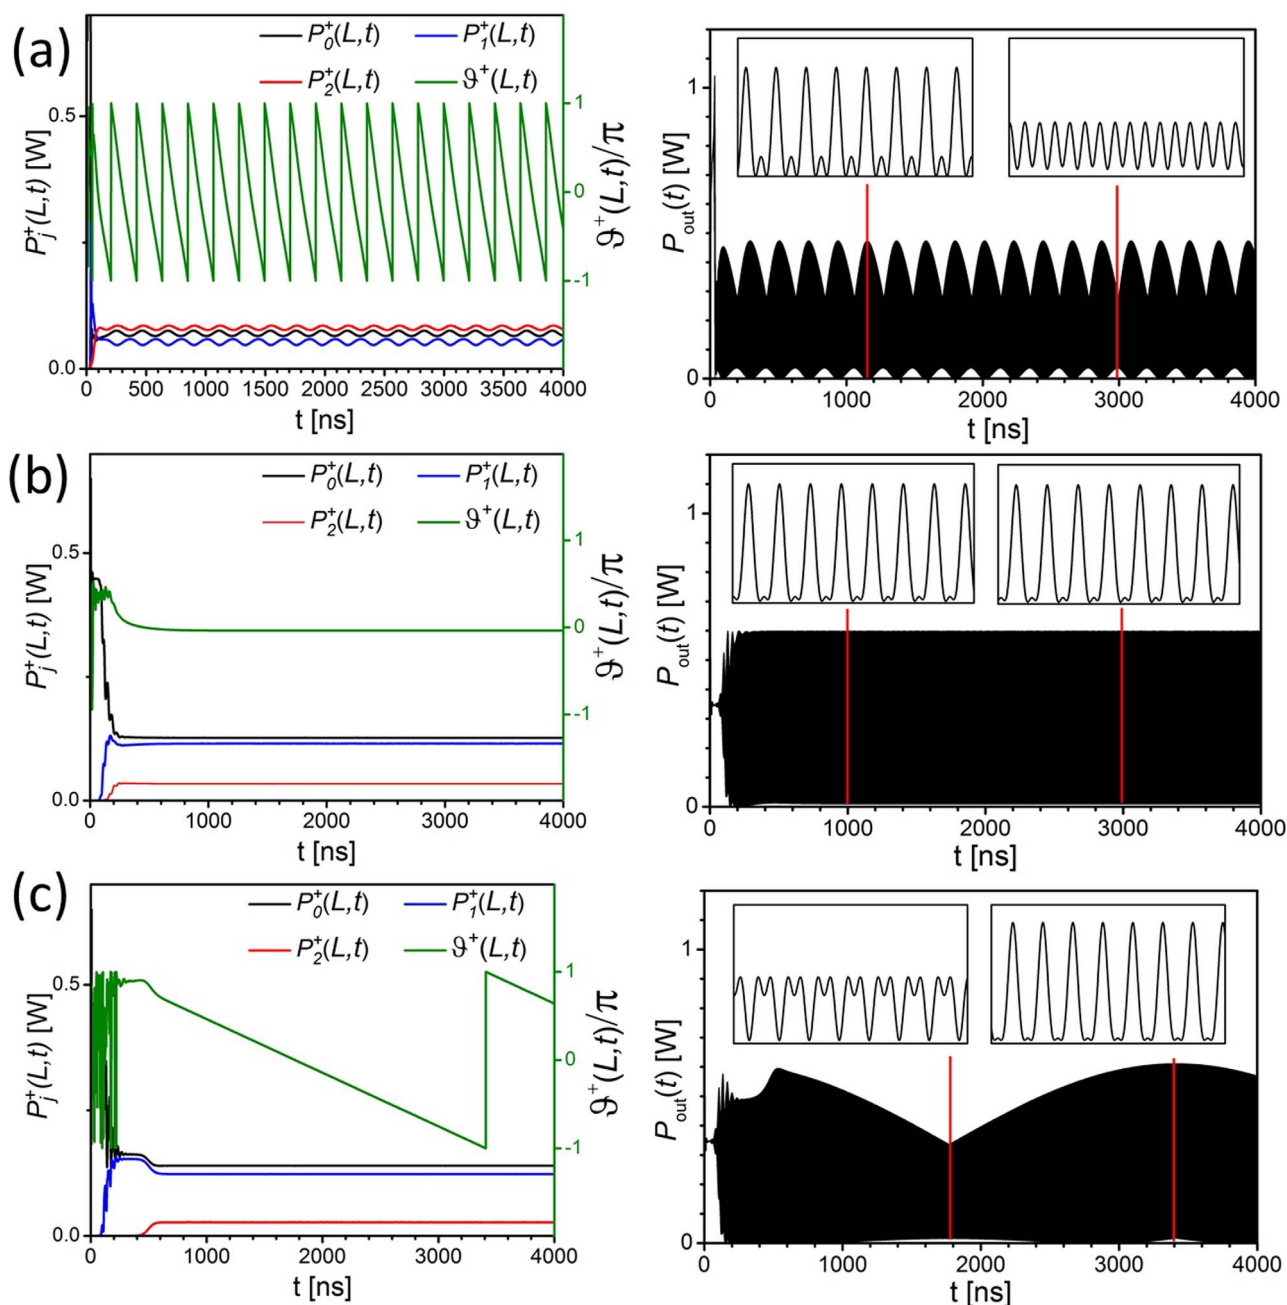 (a)
P₀⁺(L,t) P₁⁺(L,t)
P₂⁺(L,t) ϑ⁺(L,t)
Pⱼ⁺(L,t) [W]
0.5
0.0
1
0
-1
ϑ⁺(L,t)/π
0 500 1000 1500 2000 2500 3000 3500 4000
t [ns]
P_out(t) [W]
1
0
0 1000 2000 3000 4000
t [ns]
(b)
P₀⁺(L,t) P₁⁺(L,t)
P₂⁺(L,t) ϑ⁺(L,t)
Pⱼ⁺(L,t) [W]
0.5
0.0
1
0
-1
ϑ⁺(L,t)/π
0 1000 2000 3000 4000
t [ns]
P_out(t) [W]
1
0
0 1000 2000 3000 4000
t [ns]
(c)
P₀⁺(L,t) P₁⁺(L,t)
P₂⁺(L,t) ϑ⁺(L,t)
Pⱼ⁺(L,t) [W]
0.5
0.0
1
0
-1
ϑ⁺(L,t)/π
0 1000 2000 3000 4000
t [ns]
P_out(t) [W]
1
0
0 1000 2000 3000 4000
t [ns]